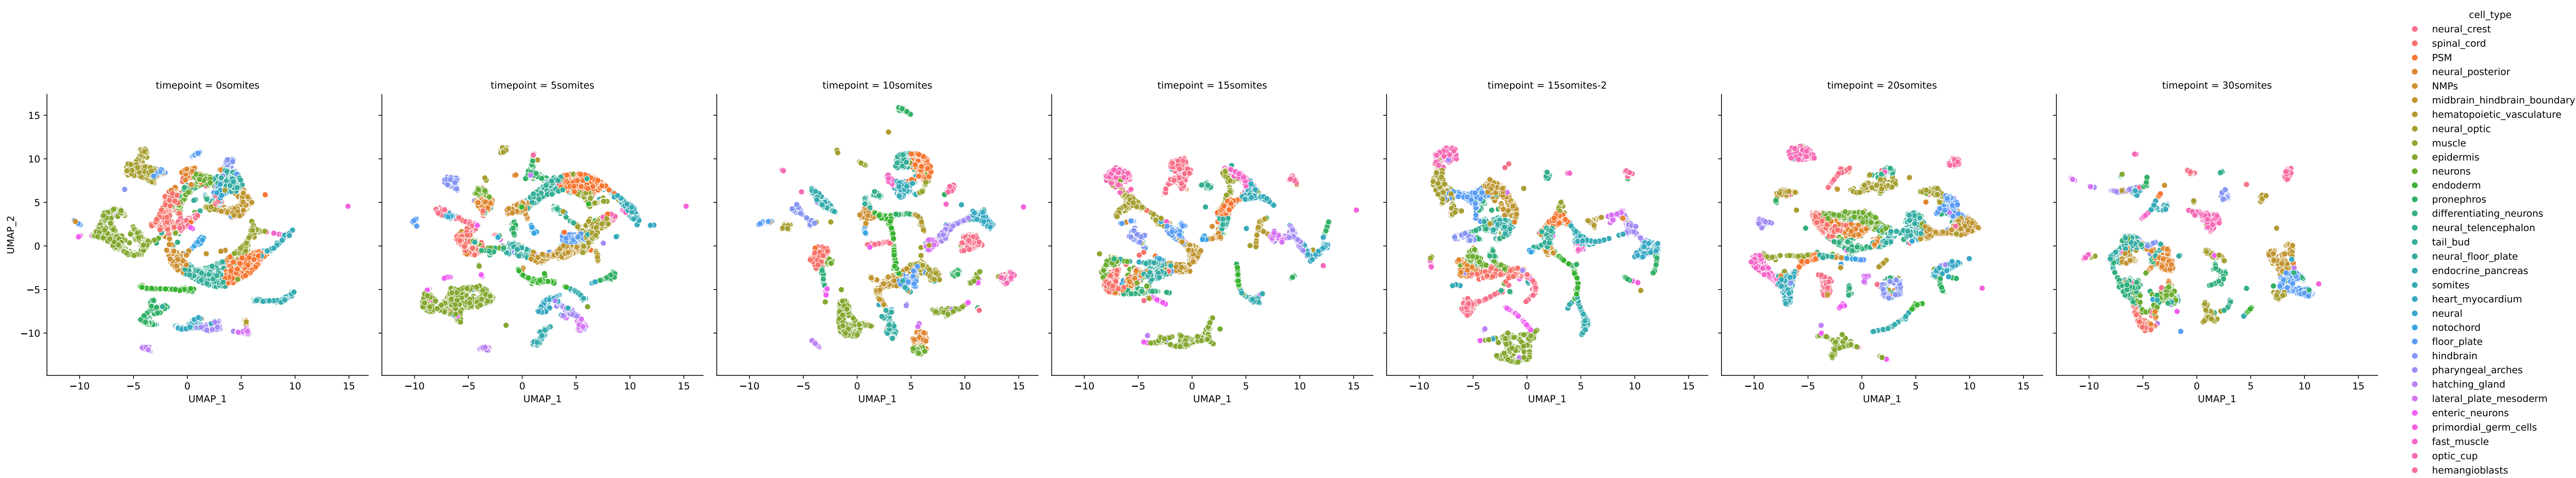 cell_type
neural_crest
spinal_cord
PSM
neural_posterior
NMPs
midbrain_hindbrain_boundary
hematopoietic_vasculature
neural_optic
muscle
epidermis
neurons
endoderm
pronephros
differentiating_neurons
neural_telencephalon
tail_bud
neural_floor_plate
endocrine_pancreas
somites
heart_myocardium
neural
notochord
floor_plate
hindbrain
pharyngeal_arches
hatching_gland
lateral_plate_mesoderm
enteric_neurons
primordial_germ_cells
fast_muscle
optic_cup
hemangioblasts
timepoint = 0somites
timepoint = 5somites
timepoint = 10somites
timepoint = 15somites
timepoint = 15somites-2
timepoint = 20somites
timepoint = 30somites
UMAP_2
15
10
5
0
−5
−10
−10 −5 0 5 10 15
−10 −5 0 5 10 15
−10 −5 0 5 10 15
−10 −5 0 5 10 15
−10 −5 0 5 10 15
−10 −5 0 5 10 15
−10 −5 0 5 10 15
UMAP_1
UMAP_1
UMAP_1
UMAP_1
UMAP_1
UMAP_1
UMAP_1